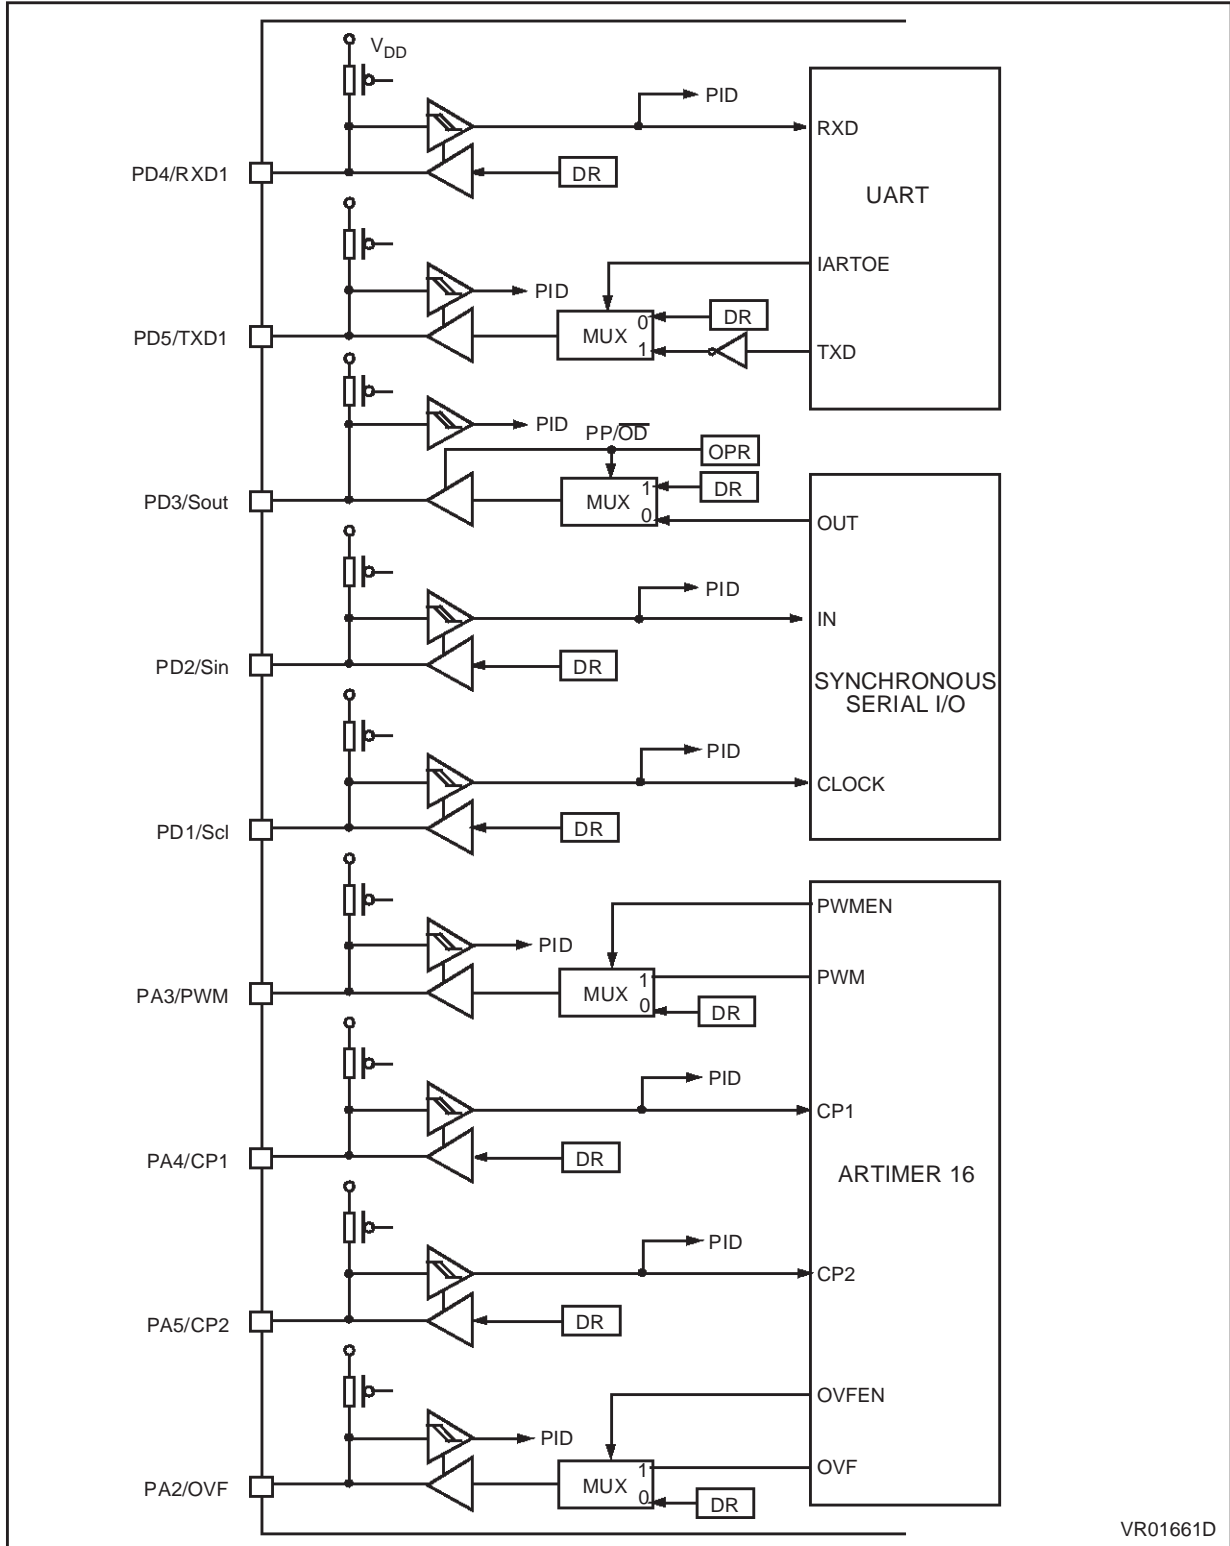 VDD
PID
RXD
PD4/RXD1
DR
UART
IARTOE
PID
DR
0
MUX
PD5/TXD1
1
TXD
PID
PP/OD
OPR
DR
1
MUX
PD3/Sout
0
OUT
PID
IN
PD2/Sin
DR
SYNCHRONOUS
SERIAL I/O
PID
CLOCK
PD1/Scl
DR
PWMEN
PID
1
PWM
MUX
PA3/PWM
0
DR
PID
CP1
PA4/CP1
DR
ARTIMER 16
PID
CP2
PA5/CP2
DR
OVFEN
PID
1
OVF
MUX
PA2/OVF
0
DR
VR01661D